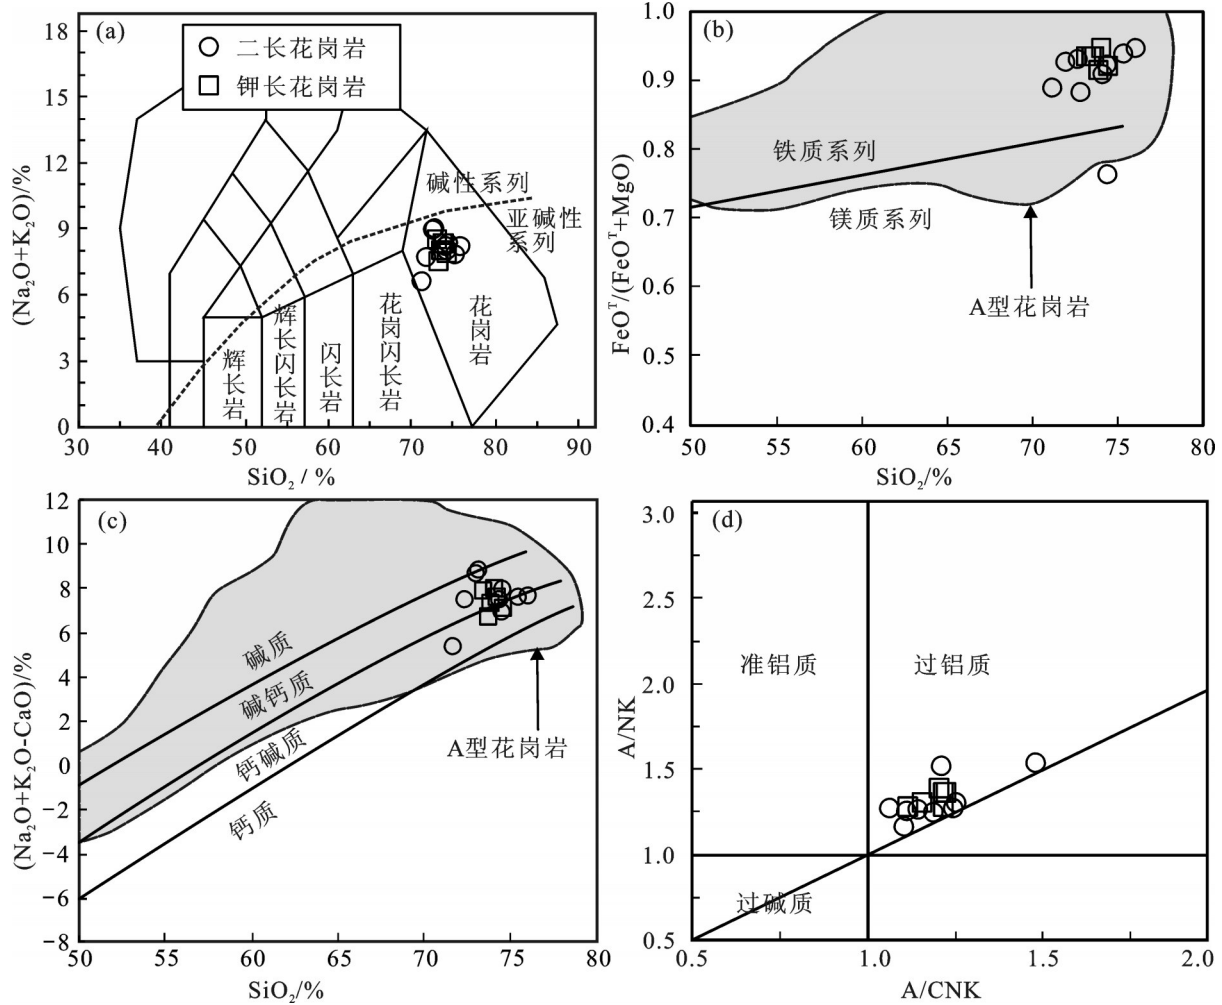 (a)
二长花岗岩
钾长花岗岩
18
15
12
9
6
3
0
(Na₂O+K₂O)/%
碱性系列
亚碱性
系列
辉长岩
辉长闪长岩
闪长岩
花岗闪长岩
花岗岩
30
40
50
60
70
80
90
SiO₂ / %
(b)
1.0
0.9
0.8
0.7
0.6
0.5
0.4
FeOᵀ/(FeOᵀ+MgO)
铁质系列
镁质系列
A型花岗岩
50
55
60
65
70
75
80
SiO₂/%
(c)
12
10
8
6
4
2
0
−2
−4
−6
−8
(Na₂O+K₂O-CaO)/%
碱质
碱钙质
钙碱质
钙质
A型花岗岩
50
55
60
65
70
75
80
SiO₂/%
(d)
3.0
2.5
2.0
1.5
1.0
0.5
A/NK
准铝质
过铝质
过碱质
0.5
1.0
1.5
2.0
A/CNK